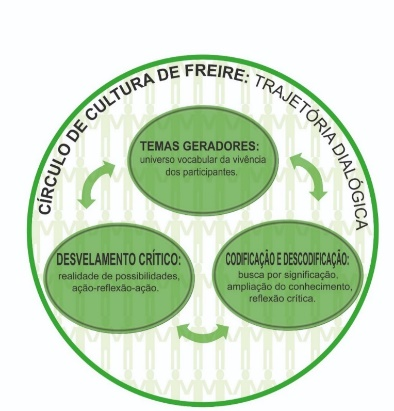 CÍRCULO DE CULTURA DE FREIRE: TRAJETÓRIA DIALÓGICA
TEMAS GERADORES:
universo vocabular da vivência
dos participantes.
DESVELAMENTO CRÍTICO:
realidade de possibilidades,
ação-reflexão-ação.
CODIFICAÇÃO E DESCODIFICAÇÃO:
busca por significação,
ampliação do conhecimento,
reflexão crítica.